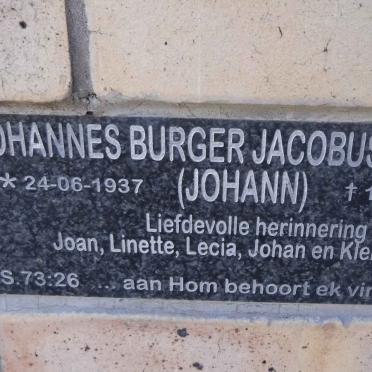 OHANNES BURGER JACOBUS
* 24-06-1937 (JOHANN) † 1
Liefdevolle herinnering
Joan, Linette, Lecia, Johan en Kle
S.73:26 ... aan Hom behoort ek vir